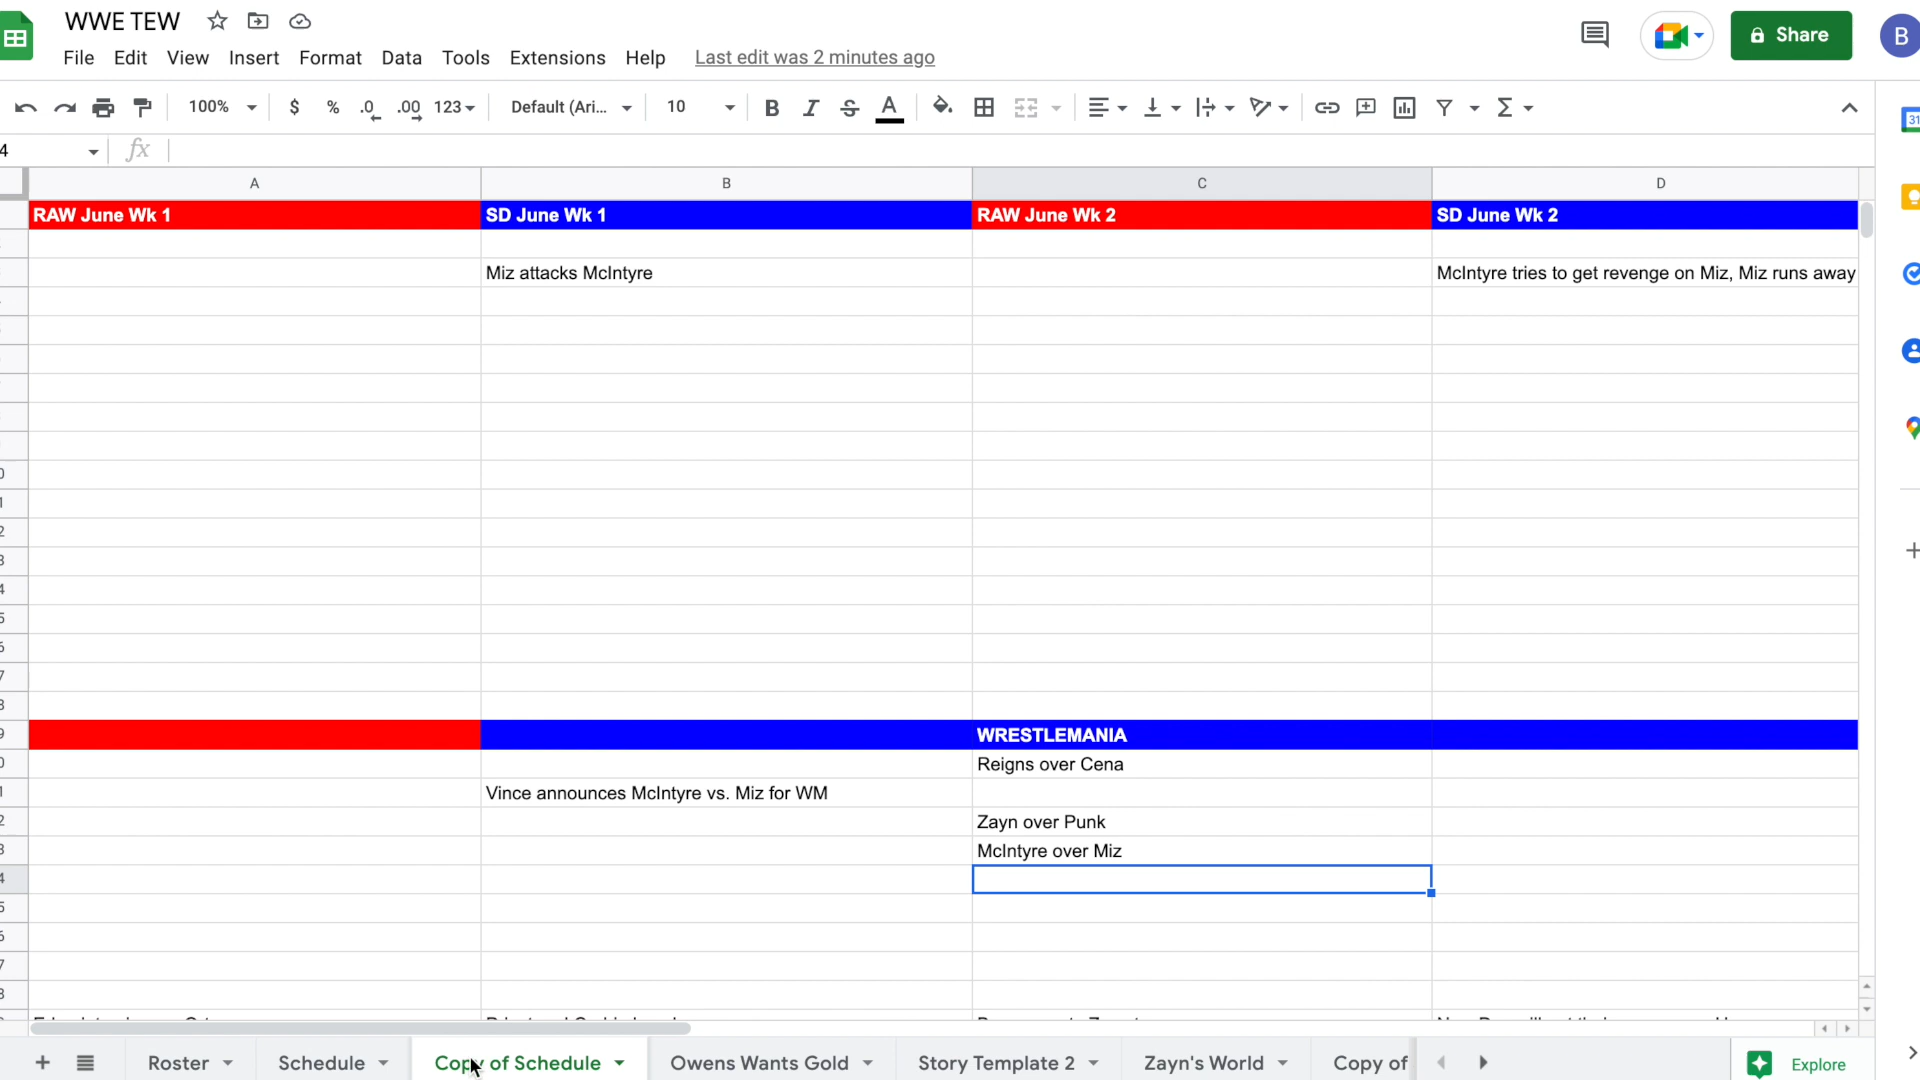 WWE TEW
File Edit View Insert Format Data Tools Extensions Help Last edit was 2 minutes ago
Share
B
100% $ % .0 .00 123 Default (Ari... 10 B I S A
4 fx
31
A B C D
RAW June Wk 1 SD June Wk 1 RAW June Wk 2 SD June Wk 2
Miz attacks McIntyre McIntyre tries to get revenge on Miz, Miz runs away
WRESTLEMANIA
Reigns over Cena
Vince announces McIntyre vs. Miz for WM
Zayn over Punk
McIntyre over Miz
Roster Schedule Copy of Schedule Owens Wants Gold Story Template 2 Zayn's World Copy of
Explore